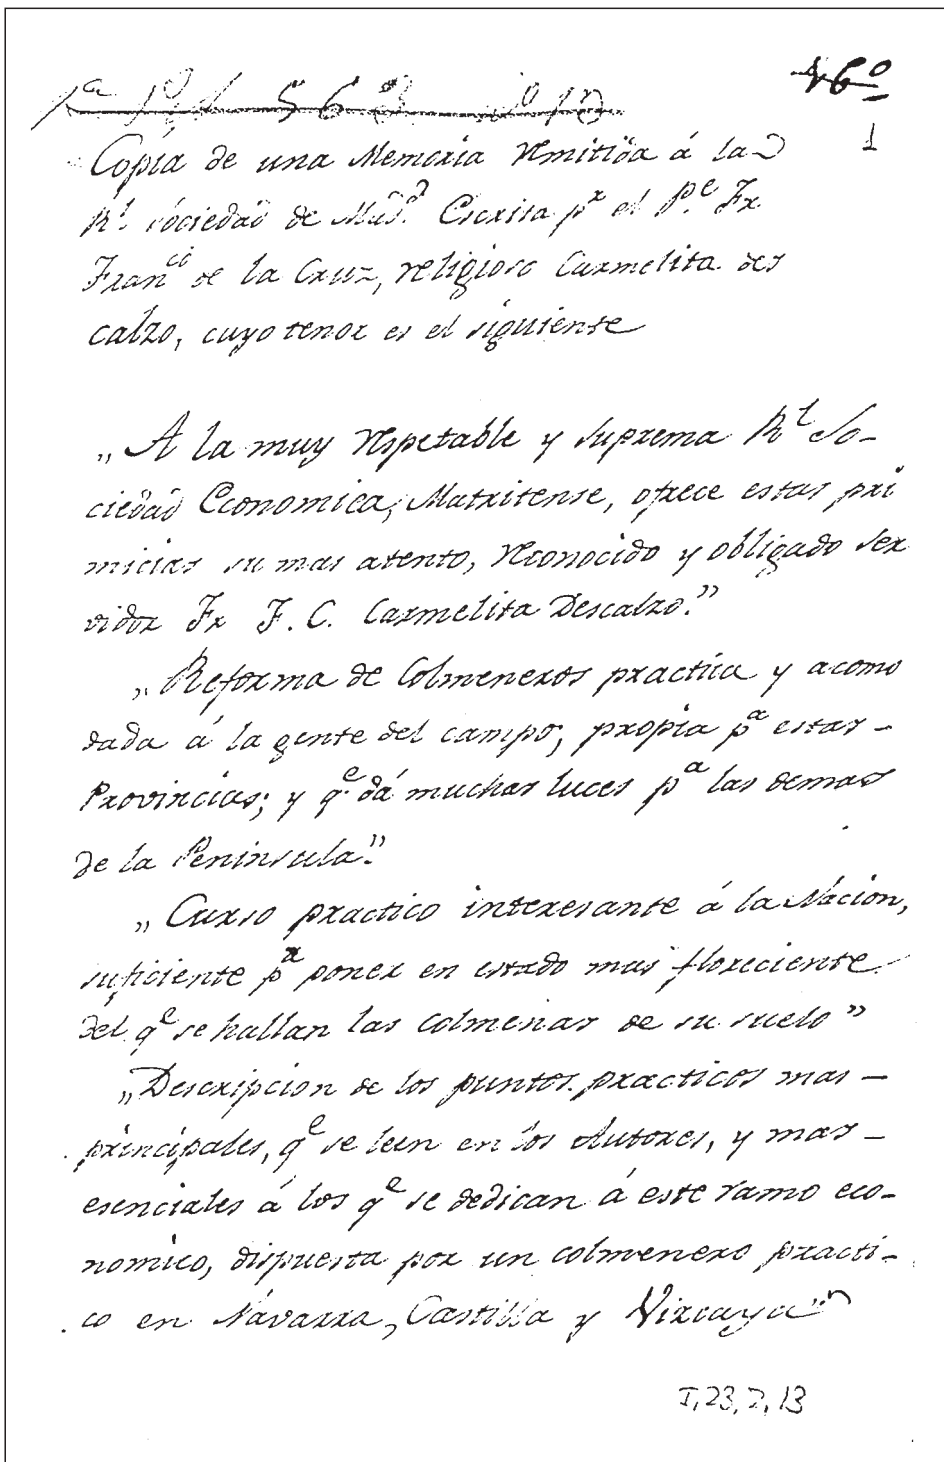 N6º
1
Copia de una Memoria remitida á la
Rˡ. Sociedad de Madᵈ. Escrita pʳ el P.ᵉ Fr.
Franᶜᵒ de la Cruz, religioso Carmelita des
calzo, cuyo tenor es el siguiente
„A la muy respetable y suprema Rˡ So-
ciedad Economica, Matritense, ofrece estas pri
micias su mas atento, reconocido y obligado ser
vidor Fr F. C. Carmelita Descalzo.”
„Reforma de Colmeneros practica y acomo
dada á la gente del campo, propia pᵃ estas -
Provincias; y q.ᵉ dá muchas luces pᵃ las demas
de la Peninsula.”
„Curso practico interesante á la Nacion,
suficiente pᵃ poner en estado mas floreciente
del qᵉ se hallan las colmenas de su suelo”
„Descripcion de los puntos practicos mas -
principales, qᵉ se leen en los Autores, y mas -
esenciales á los qᵉ se dedican á este ramo eco-
nomico, dispuesta por un colmenero practi-
co en Navarra, Castilla y Vizcaya”
I, 23, 2, 13